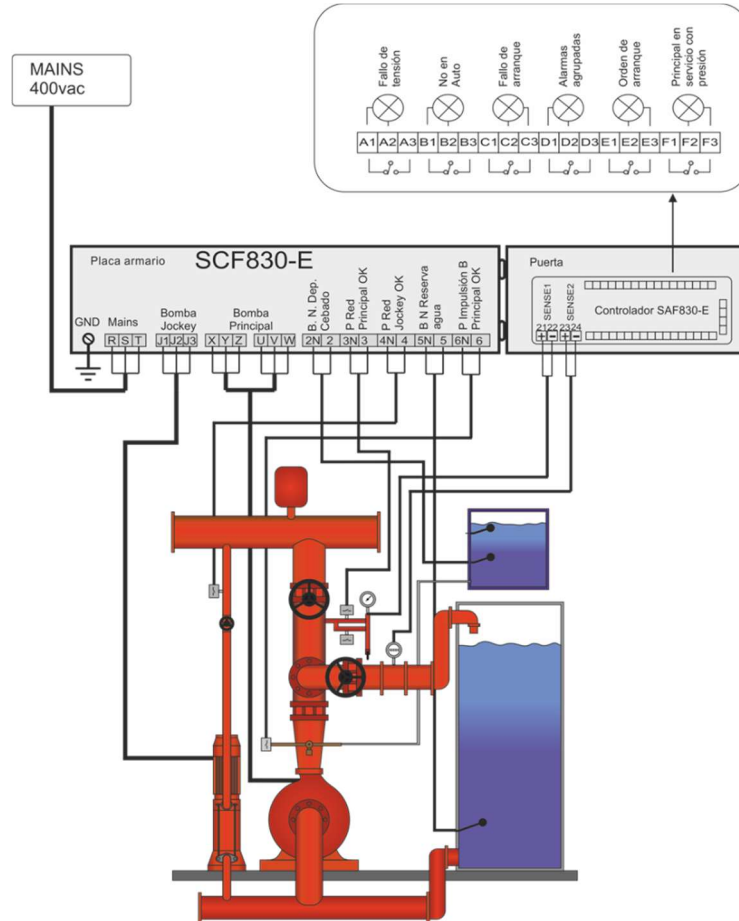 MAINS
400vac
Fallo de
tensión
No en
Auto
Fallo de
arranque
Alarmas
agrupadas
Orden de
arranque
Principal en
servicio con
presión
A1 A2 A3 B1 B2 B3 C1 C2 C3 D1 D2 D3 E1 E2 E3 F1 F2 F3
Placa armario
SCF830-E
Puerta
GND
Mains
Bomba
Jockey
Bomba
Principal
B. N. Dep.
Cebado
P Red
Principal OK
P Red
Jockey OK
B N Reserva
agua
P Impulsión B
Principal OK
R S T
J1 J2 J3
X Y Z
U V W
2N 2 3N 3 4N 4 5N 5 6N 6
SENSE1
SENSE2
21 22 23 24
+ − + −
Controlador SAF830-E